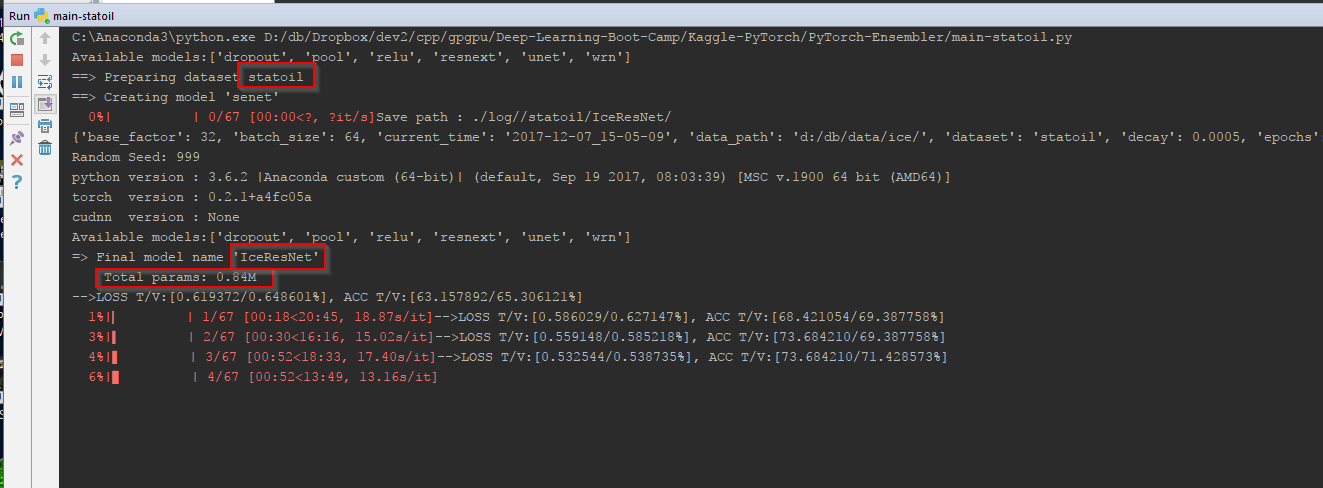 Run main-statoil
C:\Anaconda3\python.exe D:/db/Dropbox/dev2/cpp/gpgpu/Deep-Learning-Boot-Camp/Kaggle-PyTorch/PyTorch-Ensembler/main-statoil.py
Available models:['dropout', 'pool', 'relu', 'resnext', 'unet', 'wrn']
==> Preparing dataset statoil
==> Creating model 'senet'
0%| | 0/67 [00:00<?, ?it/s]Save path : ./log//statoil/IceResNet/
{'base_factor': 32, 'batch_size': 64, 'current_time': '2017-12-07_15-05-09', 'data_path': 'd:/db/data/ice/', 'dataset': 'statoil', 'decay': 0.0005, 'epochs'
Random Seed: 999
python version : 3.6.2 |Anaconda custom (64-bit)| (default, Sep 19 2017, 08:03:39) [MSC v.1900 64 bit (AMD64)]
torch  version : 0.2.1+a4fc05a
cudnn  version : None
Available models:['dropout', 'pool', 'relu', 'resnext', 'unet', 'wrn']
=> Final model name 'IceResNet'
Total params: 0.84M
-->LOSS T/V:[0.619372/0.648601%], ACC T/V:[63.157892/65.306121%]
1%| | 1/67 [00:18<20:45, 18.87s/it]-->LOSS T/V:[0.586029/0.627147%], ACC T/V:[68.421054/69.387758%]
3%| | 2/67 [00:30<16:16, 15.02s/it]-->LOSS T/V:[0.559148/0.585218%], ACC T/V:[73.684210/69.387758%]
4%| | 3/67 [00:52<18:33, 17.40s/it]-->LOSS T/V:[0.532544/0.538735%], ACC T/V:[73.684210/71.428573%]
6%| | 4/67 [00:52<13:49, 13.16s/it]